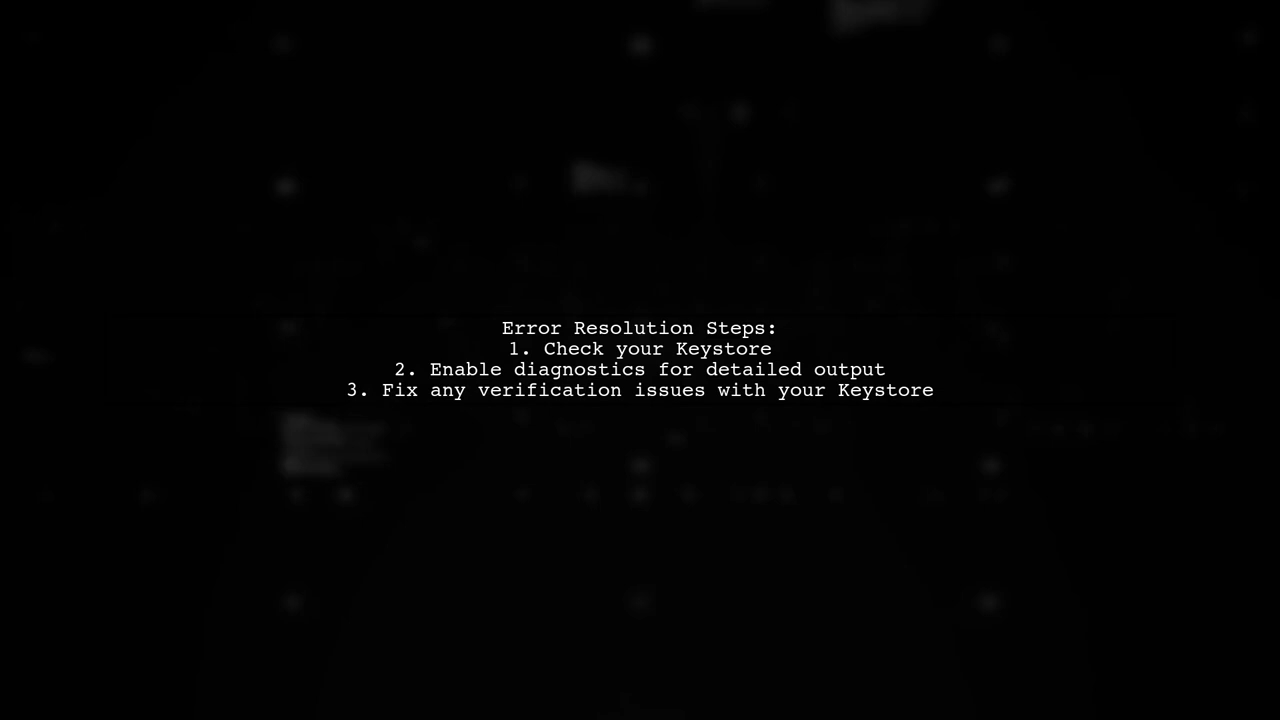 Error Resolution Steps:
1. Check your Keystore
2. Enable diagnostics for detailed output
3. Fix any verification issues with your Keystore